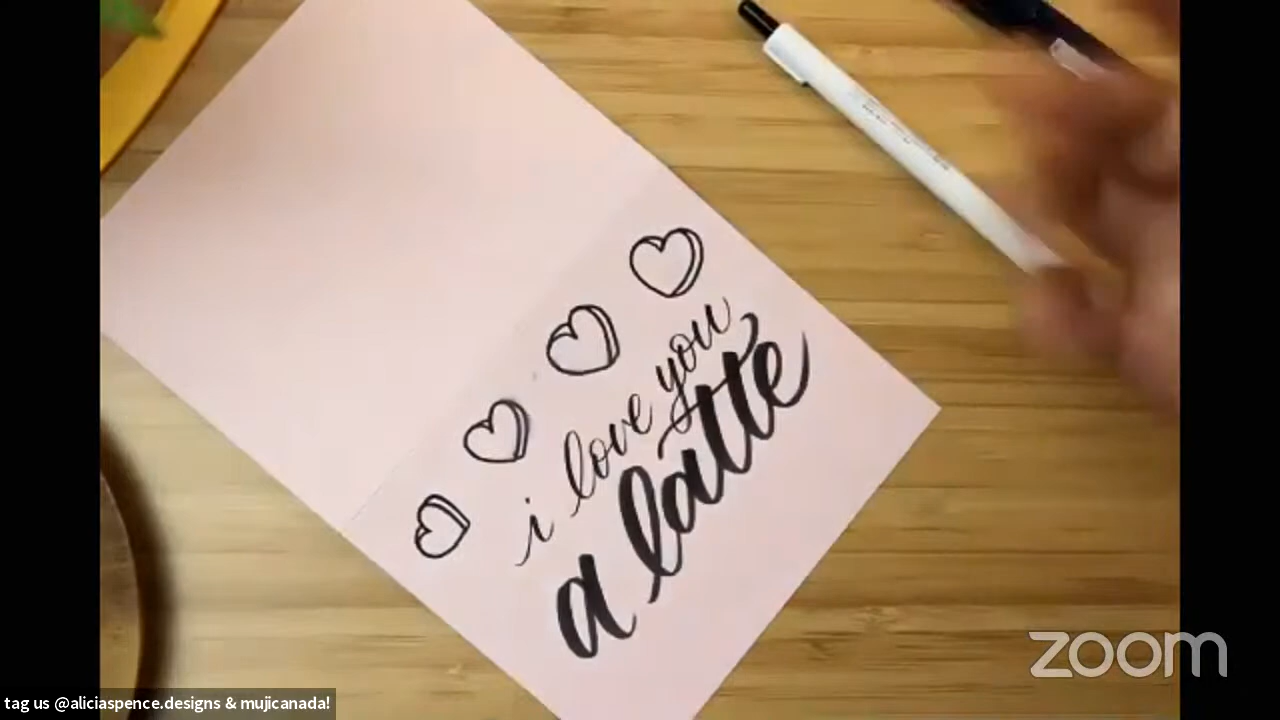 i love you
a latte
zoom
tag us @aliciaspence.designs & mujicanada!